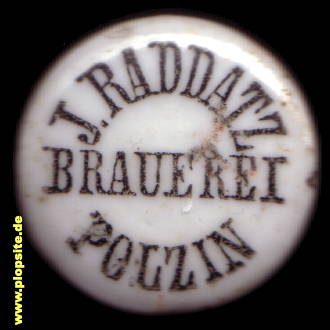 J. RADDATZ
BRAUEREI
POLZIN
www.plopsite.de